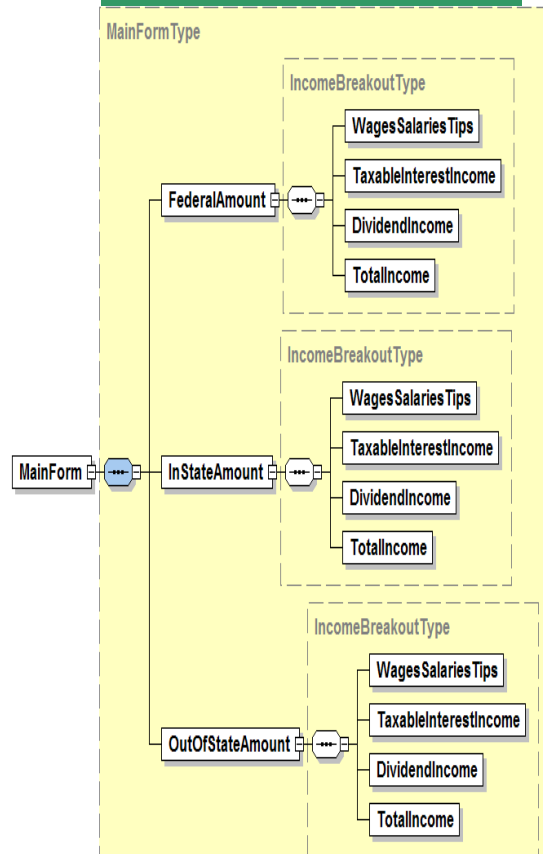 MainFormType
IncomeBreakoutType
WagesSalariesTips
TaxableInterestIncome
FederalAmount
DividendIncome
TotalIncome
IncomeBreakoutType
WagesSalariesTips
TaxableInterestIncome
MainForm
InStateAmount
DividendIncome
TotalIncome
IncomeBreakoutType
WagesSalariesTips
TaxableInterestIncome
OutOfStateAmount
DividendIncome
TotalIncome